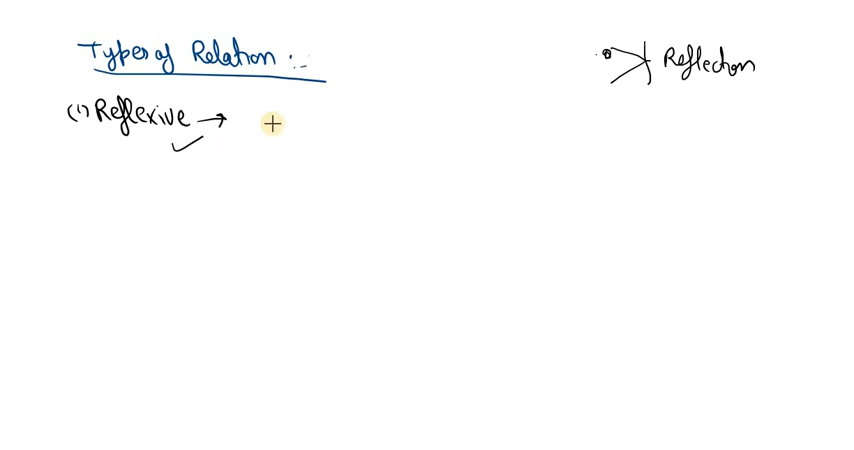 Types of Relation :-
Reflection
(1) Reflexive →